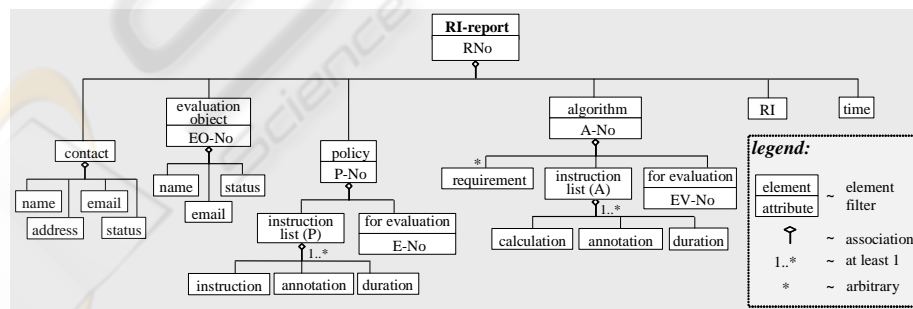 RI-report
RNo
contact
name
address
email
status
evaluation
object
EO-No
name
email
status
policy
P-No
instruction
list (P)
1..*
instruction
annotation
duration
for evaluation
E-No
algorithm
A-No
*
requirement
instruction
list (A)
1..*
calculation
annotation
duration
for evaluation
EV-No
RI
time
legend:
element
attribute
~ element
filter
~ association
1..* ~ at least 1
* ~ arbitrary
science